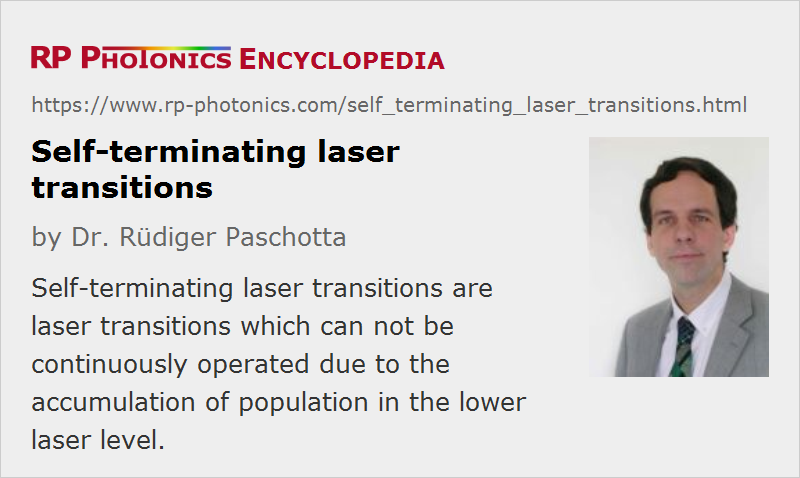 RP PHOTONICS ENCYCLOPEDIA
https://www.rp-photonics.com/self_terminating_laser_transitions.html
Self-terminating laser
transitions
by Dr. Rüdiger Paschotta
Self-terminating laser transitions are
laser transitions which can not be
continuously operated due to the
accumulation of population in the lower
laser level.